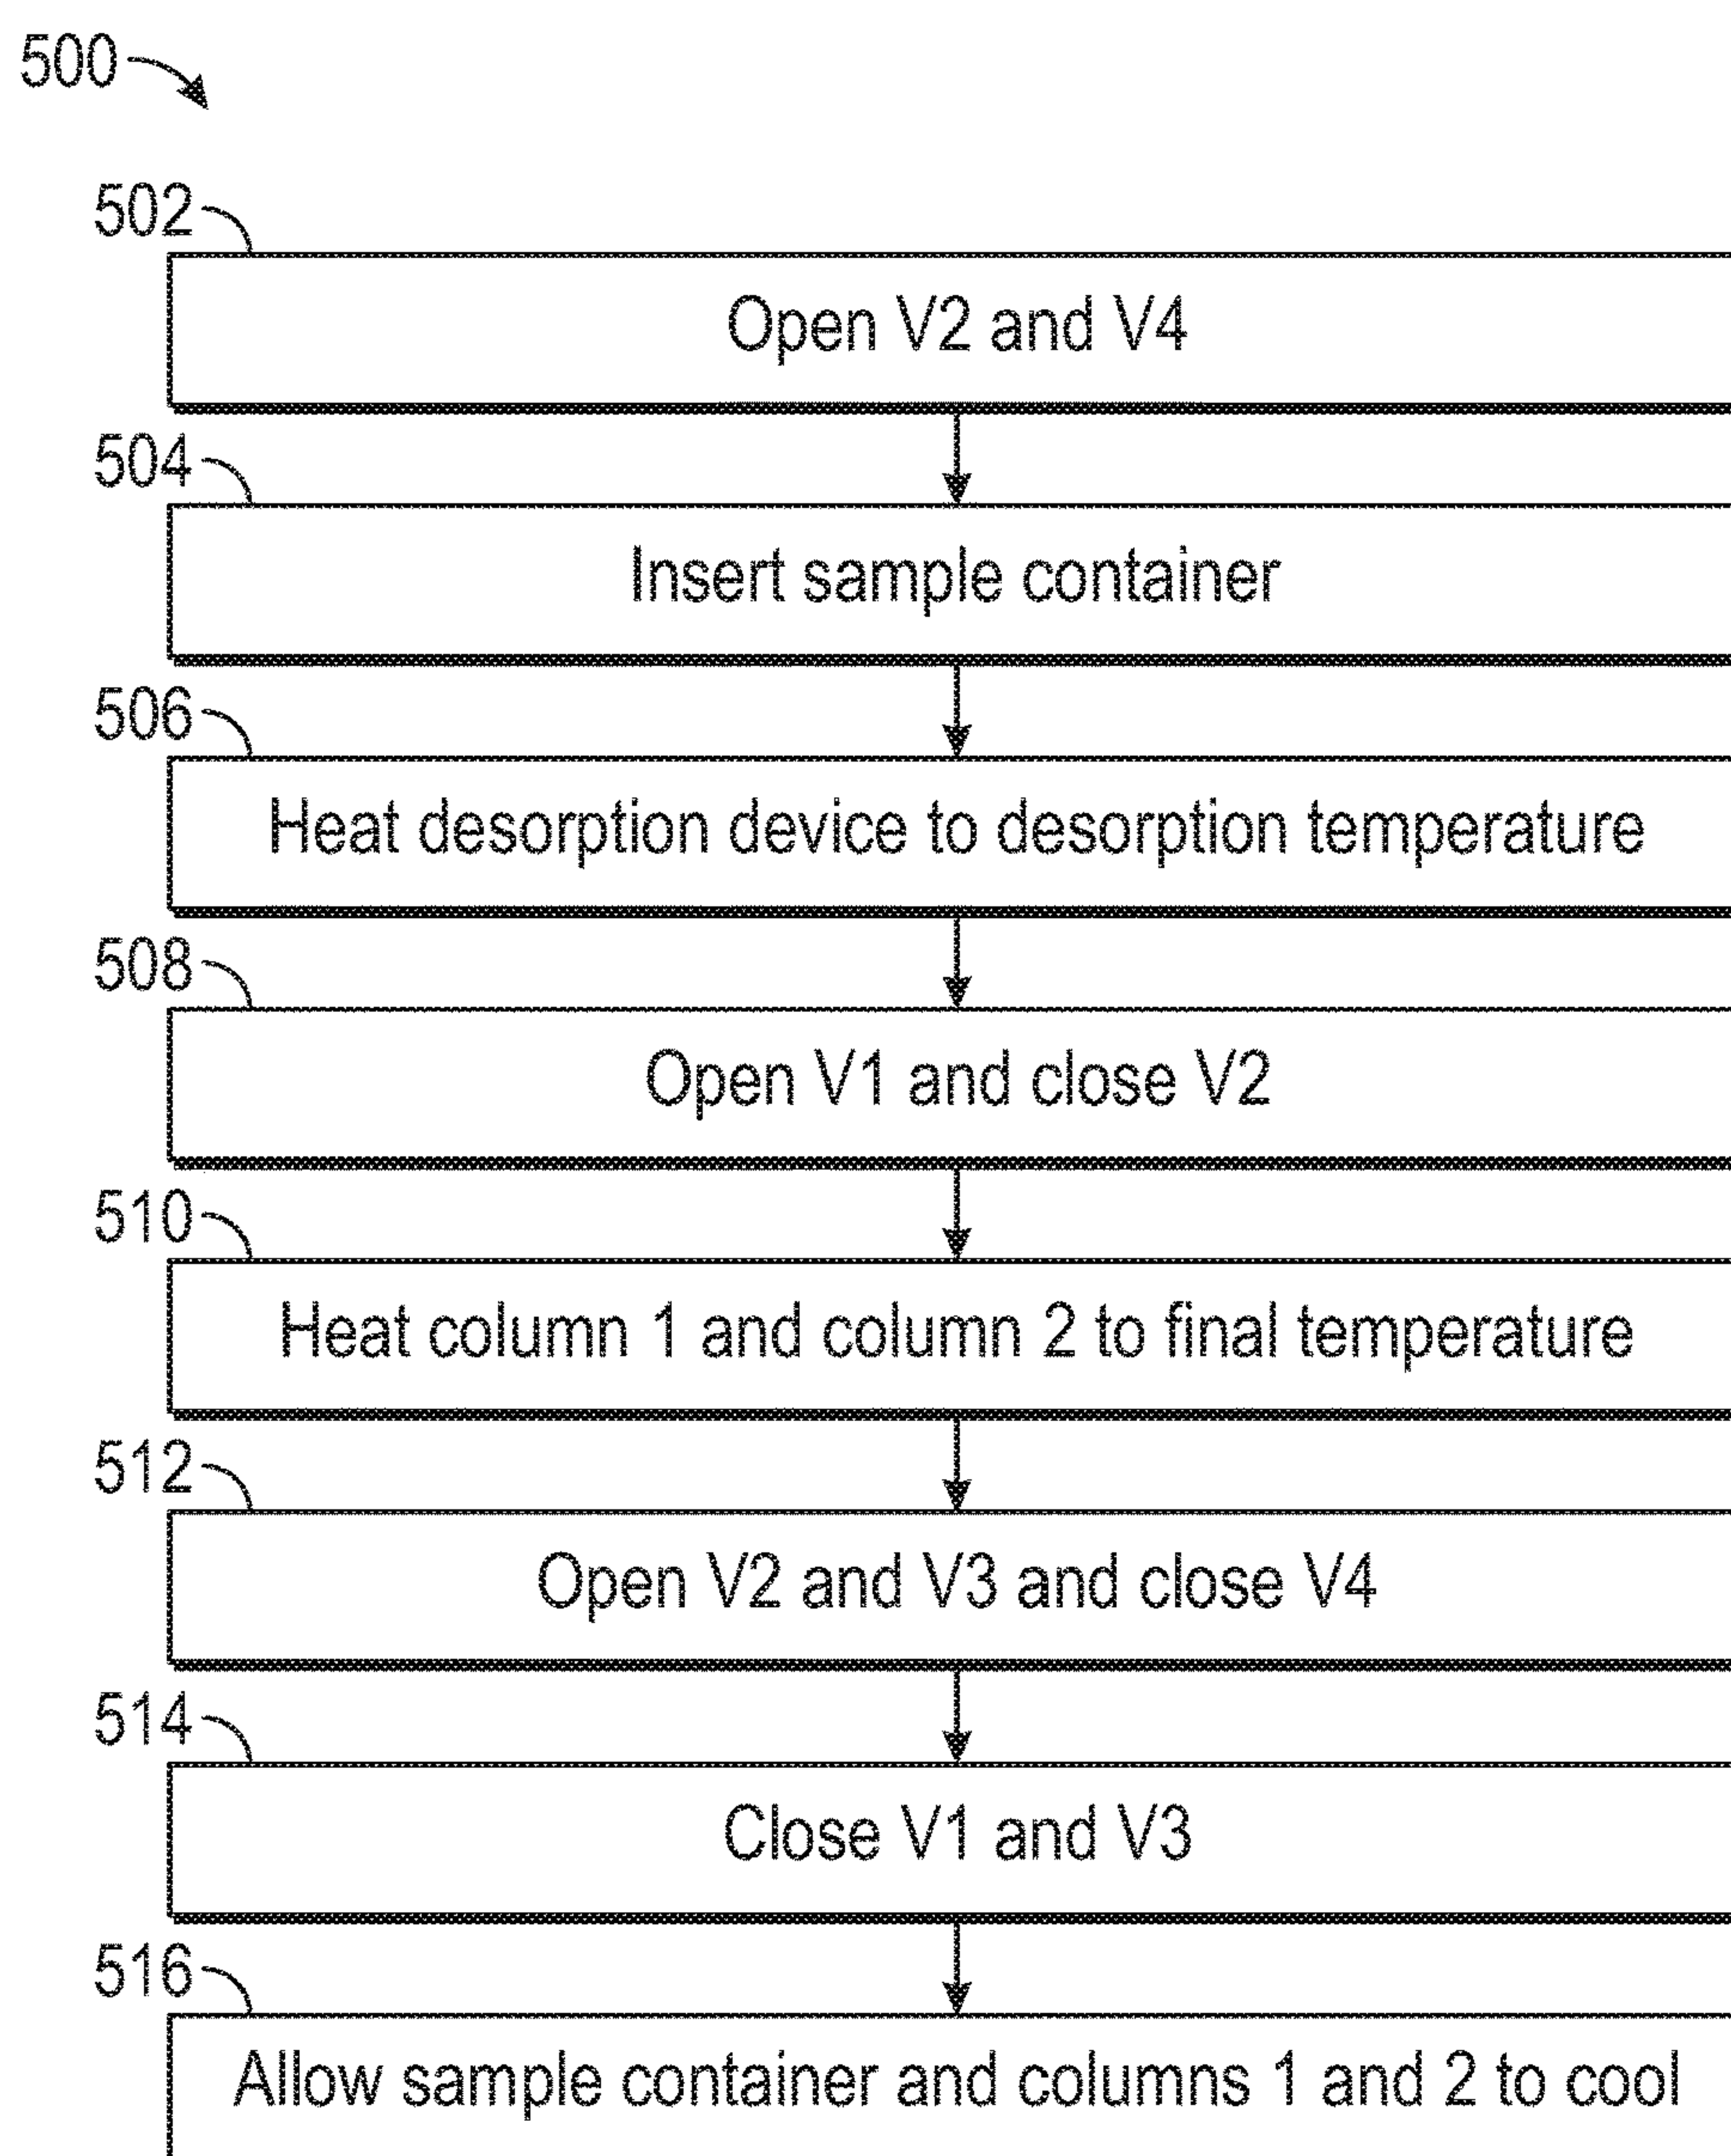 500
502
Open V2 and V4
504
Insert sample container
506
Heat desorption device to desorption temperature
508
Open V1 and close V2
510
Heat column 1 and column 2 to final temperature
512
Open V2 and V3 and close V4
514
Close V1 and V3
516
Allow sample container and columns 1 and 2 to cool